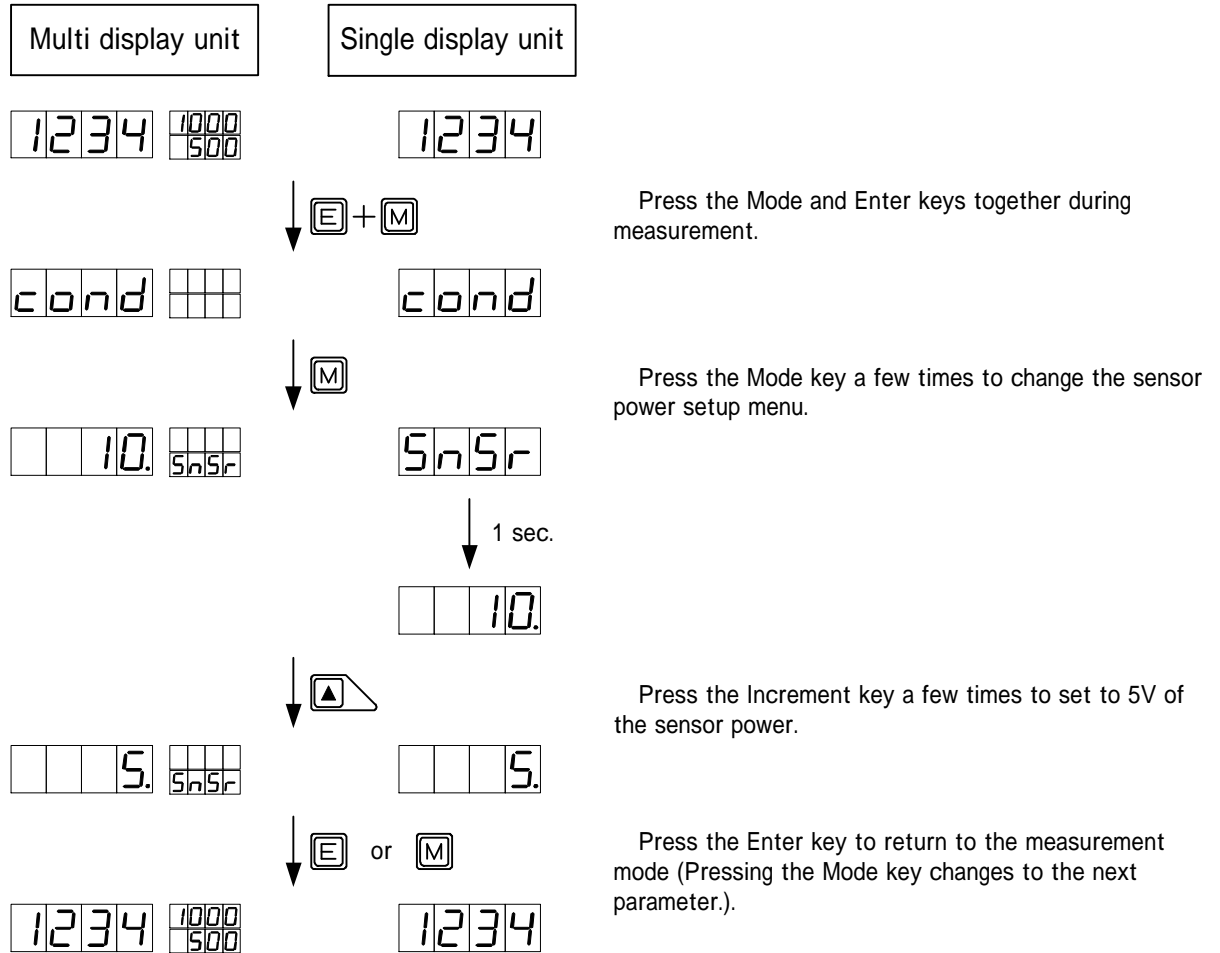 Multi display unit Single display unit
1234 1000 1234
500
E + M
Press the Mode and Enter keys together during
measurement.
cond cond
M
Press the Mode key a few times to change the sensor
power setup menu.
10. SnSr SnSr
1 sec.
10.
Press the Increment key a few times to set to 5V of
the sensor power.
5. SnSr 5.
E or M
Press the Enter key to return to the measurement
mode (Pressing the Mode key changes to the next
parameter.).
1234 1000 1234
500